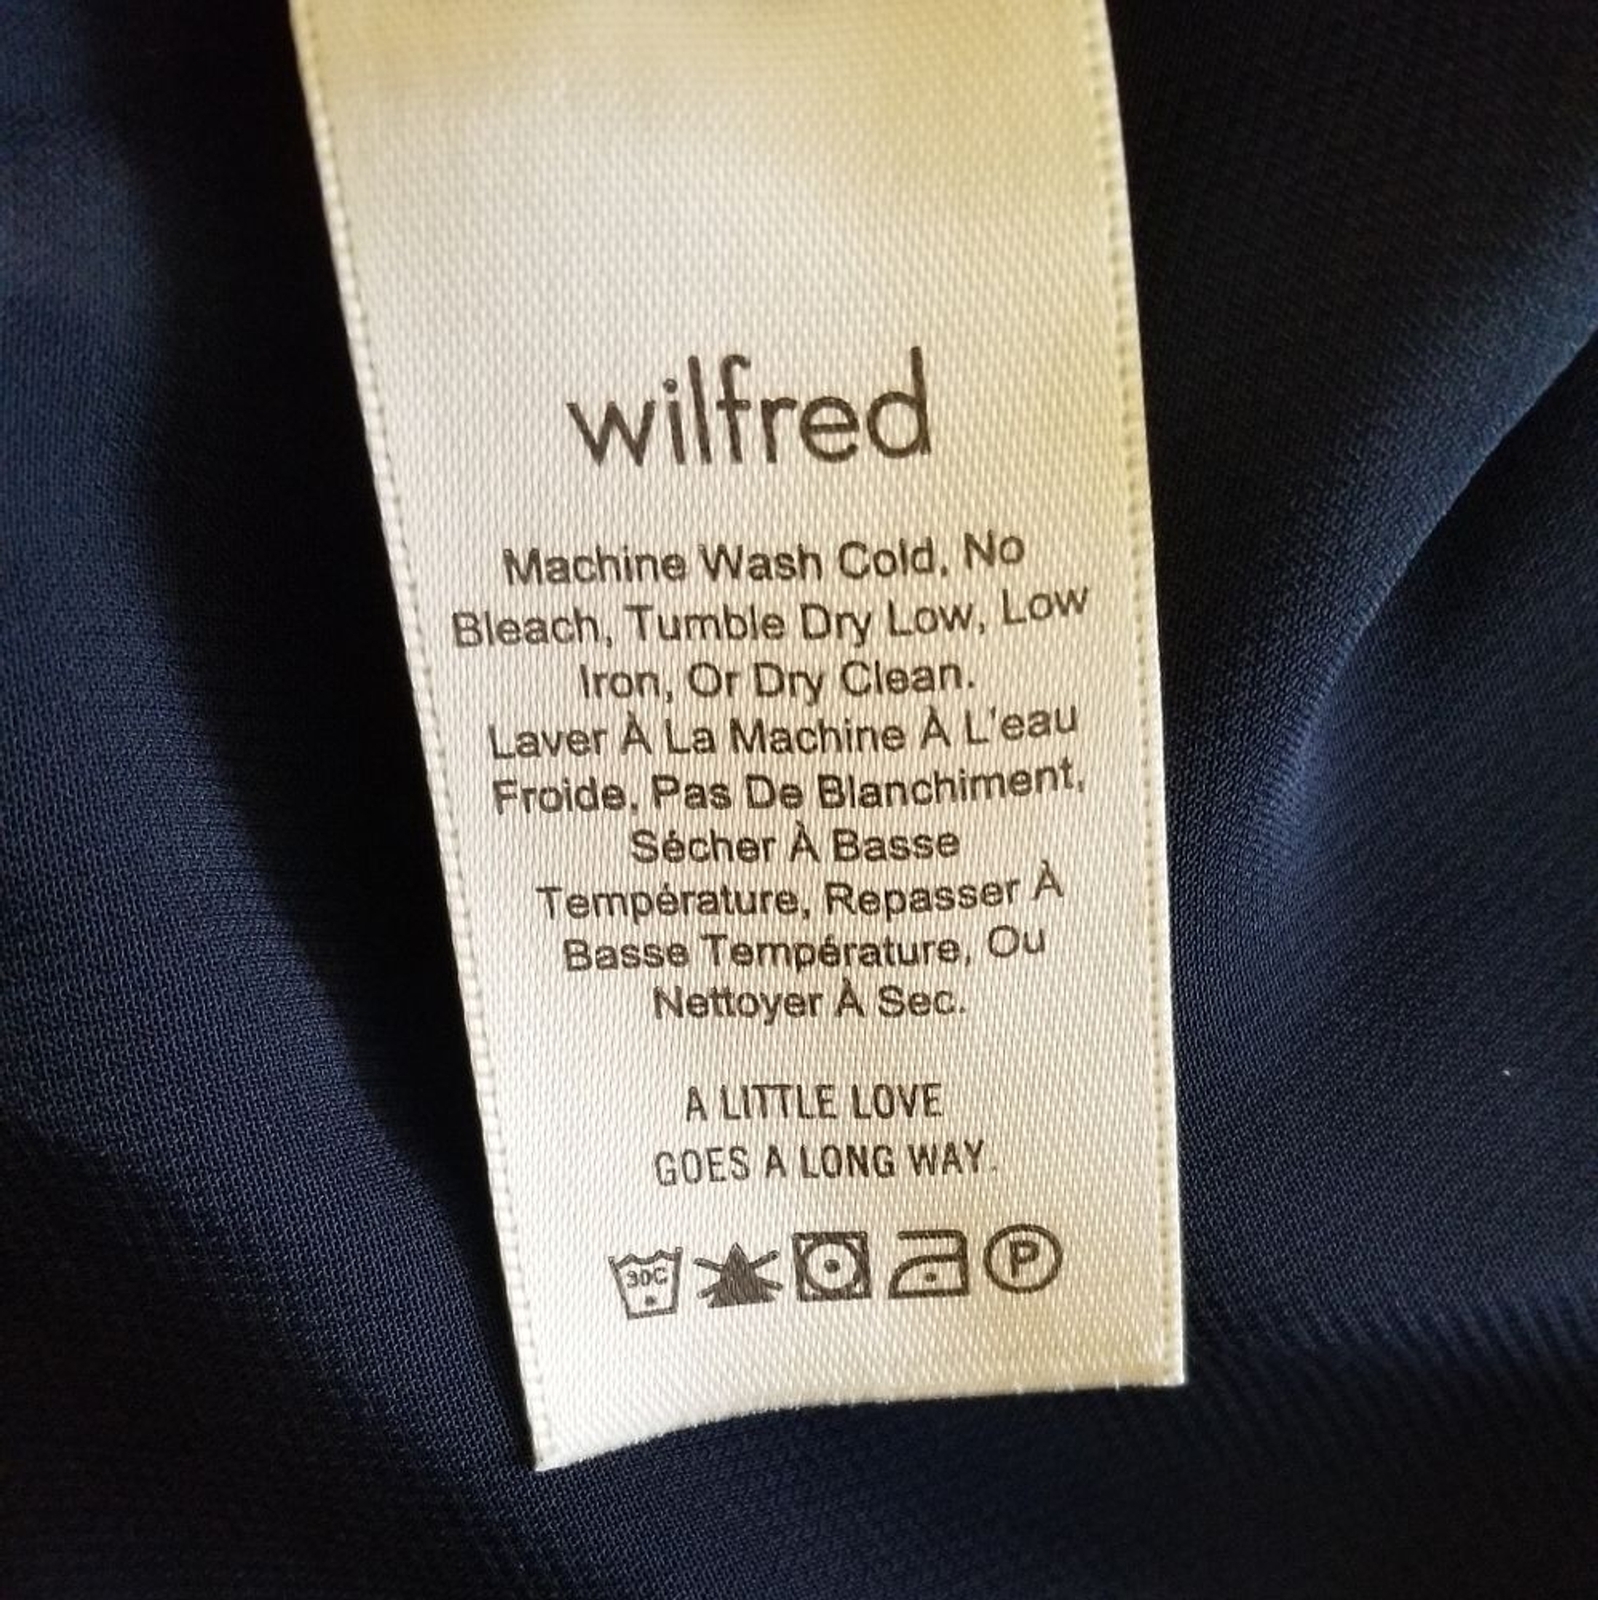 wilfred
Machine Wash Cold, No
Bleach, Tumble Dry Low, Low
Iron, Or Dry Clean.
Laver À La Machine À L'eau
Froide, Pas De Blanchiment,
Sécher À Basse
Température, Repasser À
Basse Température, Ou
Nettoyer À Sec.
A LITTLE LOVE
GOES A LONG WAY.
30C P